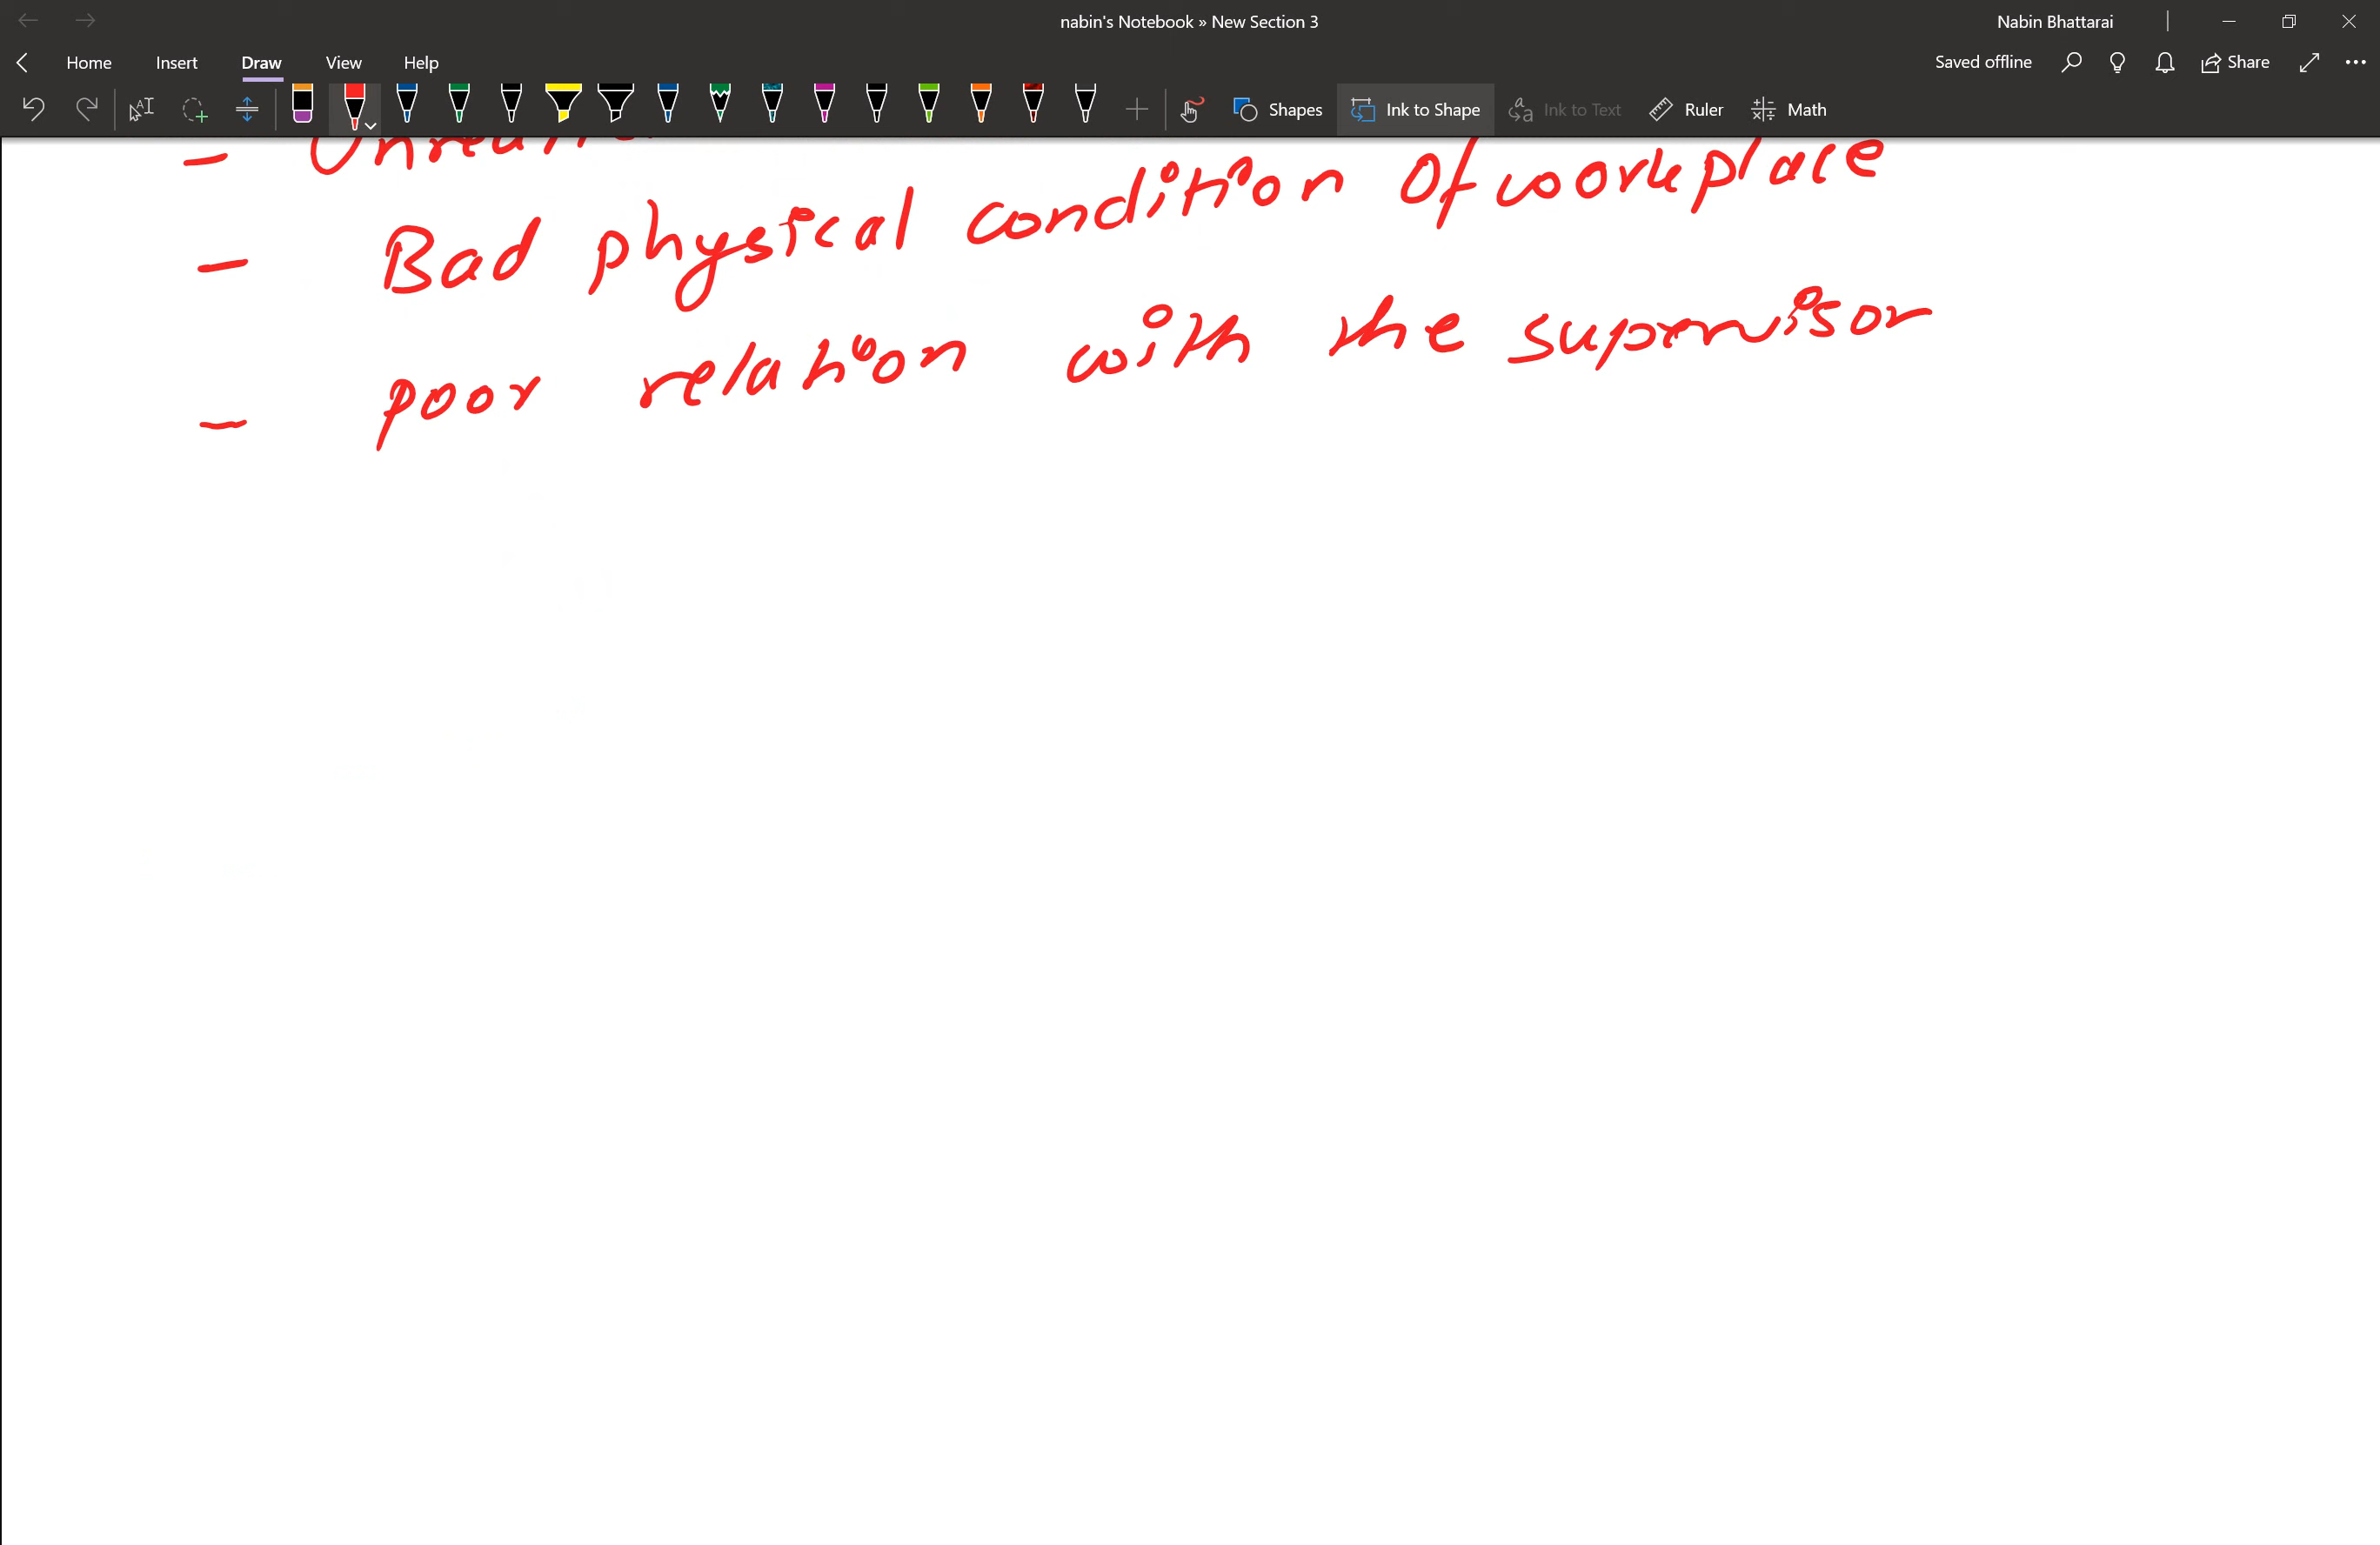 nabin's Notebook » New Section 3
Nabin Bhattarai
Home Insert Draw View Help
Saved offline Share
Shapes Ink to Shape Ink to Text Ruler Math
-
- Bad physical condition of workplace
- poor relation with the supervisor